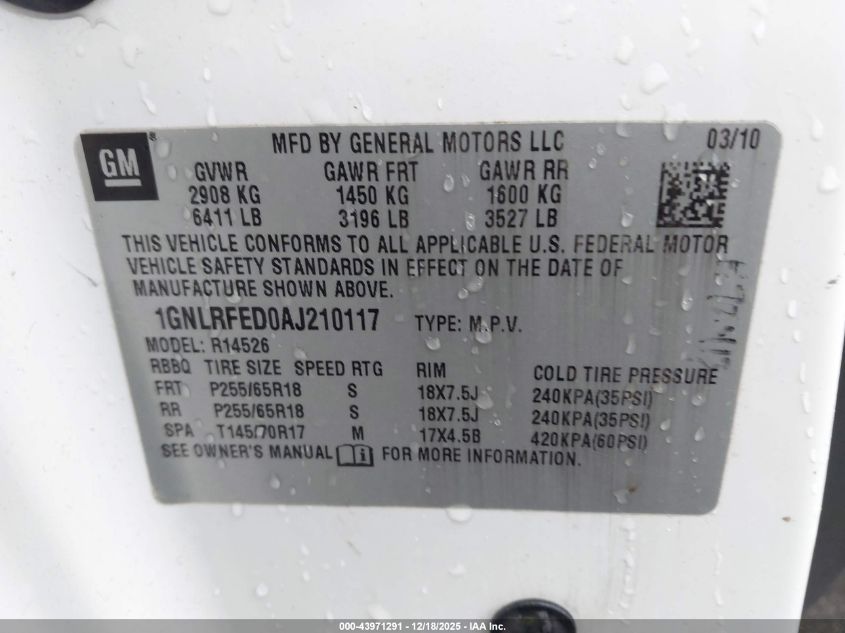 GM® MFD BY GENERAL MOTORS LLC 03/10
GVWR GAWR FRT GAWR RR
2908 KG 1450 KG 1600 KG
6411 LB 3196 LB 3527 LB
THIS VEHICLE CONFORMS TO ALL APPLICABLE U.S. FEDERAL MOTOR
VEHICLE SAFETY STANDARDS IN EFFECT ON THE DATE OF
MANUFACTURE SHOWN ABOVE.
1GNLRFED0AJ210117 TYPE: M.P.V.
MODEL: R14526
RBBQ TIRE SIZE SPEED RTG RIM COLD TIRE PRESSURE
FRT P255/65R18 S 18X7.5J 240KPA(35PSI)
RR P255/65R18 S 18X7.5J 240KPA(35PSI)
SPA T145/70R17 M 17X4.5B 420KPA(60PSI)
SEE OWNER'S MANUAL FOR MORE INFORMATION.
000-43971291 - 12/18/2025 - IAA Inc.